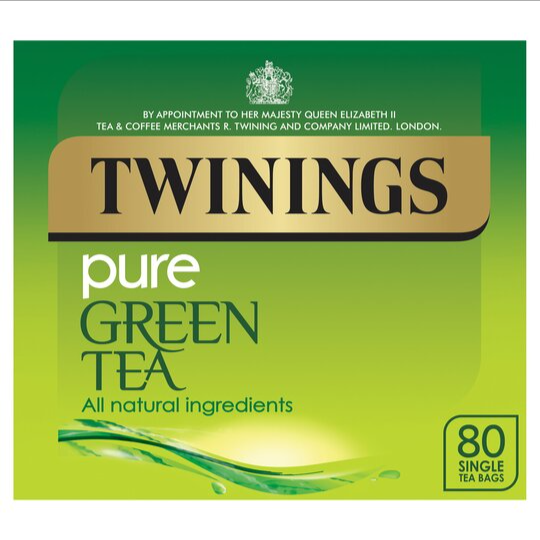 BY APPOINTMENT TO HER MAJESTY QUEEN ELIZABETH II
TEA & COFFEE MERCHANTS R. TWINING AND COMPANY LIMITED. LONDON.
TWININGS
pure
GREEN
TEA
All natural ingredients
80
SINGLE
TEA BAGS